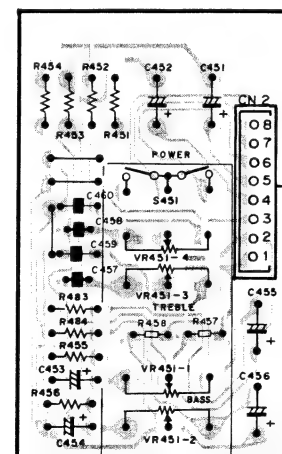 R454 R452 C452 C451
R453 R451
CN2
POWER
8
7
6
5
4
3
2
1
S451
C460
C458
C459
C457
VR451-4
VR451-3
TREBLE
R483
R484
R455
C453
R456
C454
R458 R457
C455
VR451-1
BASS
C456
VR451-2
+
+
+
+
+
+